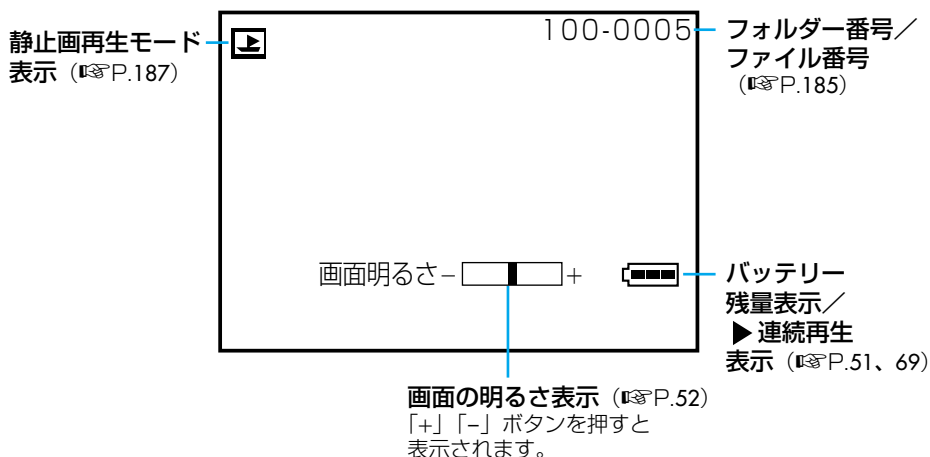 静止画再生モード
表示（☞P.187）
100-0005
フォルダー番号／
ファイル番号
（☞P.185）
画面明るさ−+
バッテリー
残量表示／
▶連続再生
表示（☞P.51、69）
画面の明るさ表示（☞P.52）
「+」「−」ボタンを押すと
表示されます。